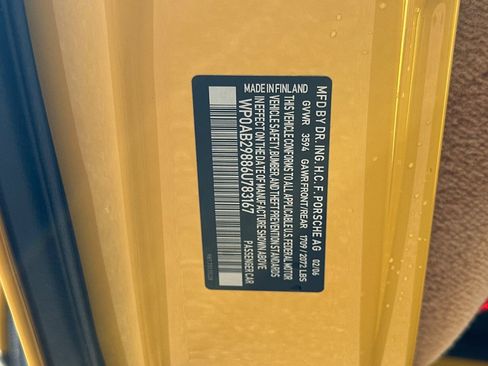 MFD BY DR. ING. H.C. F. PORSCHE AG 02/06
GVWR 3594 GAWR FRONT/REAR 1709 / 2072 LBS
THIS VEHICLE CONFORMS TO ALL APPLICABLE U.S. FEDERAL MOTOR
VEHICLE SAFETY, BUMPER, AND THEFT PREVENTION STANDARDS
IN EFFECT ON THE DATE OF MANUFACTURE SHOWN ABOVE
WP0AB29886U783167 PASSENGER CAR
MADE IN FINLAND